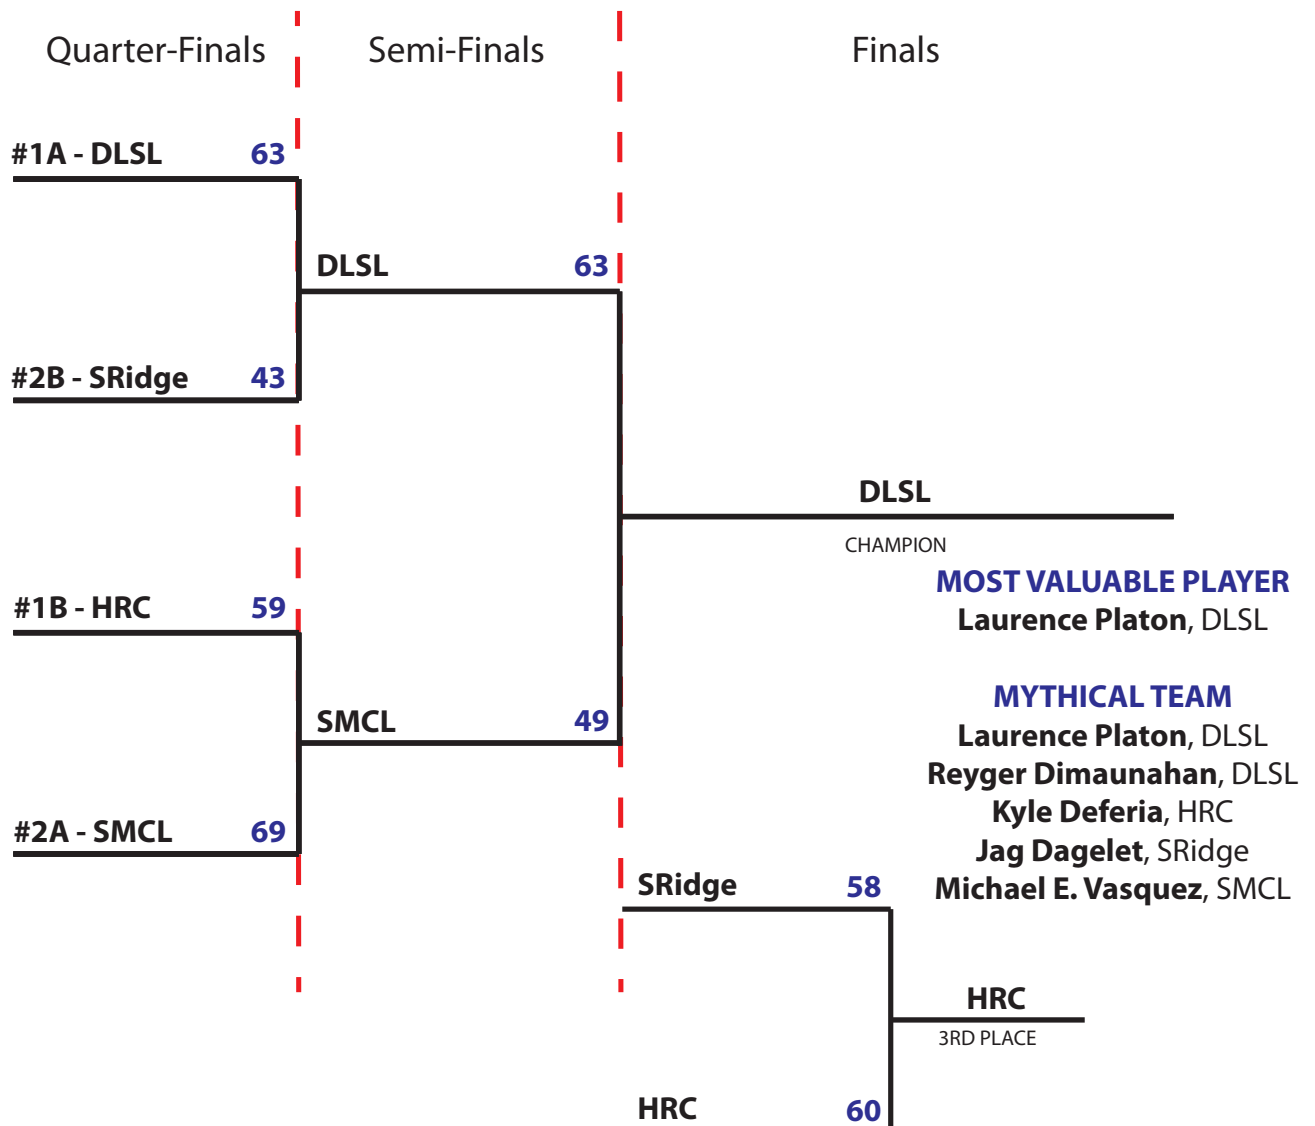 Quarter-Finals
Semi-Finals
Finals
#1A - DLSL 63
DLSL 63
#2B - SRidge 43
DLSL
CHAMPION
MOST VALUABLE PLAYER
Laurence Platon, DLSL
#1B - HRC 59
MYTHICAL TEAM
SMCL 49
Laurence Platon, DLSL
Reyger Dimaunahan, DLSL
Kyle Deferia, HRC
#2A - SMCL 69
Jag Dagelet, SRidge
Michael E. Vasquez, SMCL
SRidge 58
HRC
3RD PLACE
HRC 60